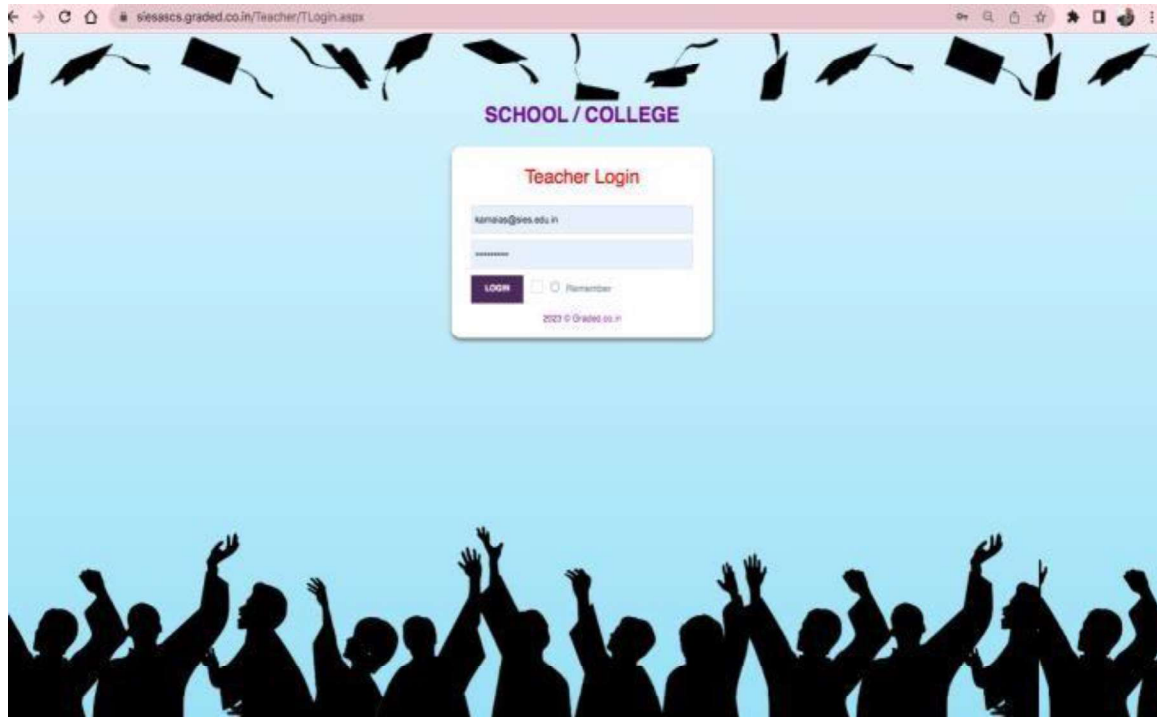 siesascs.graded.co.in/Teacher/TLogin.aspx
SCHOOL / COLLEGE
Teacher Login
kamalas@sies.edu.in
••••••••••
LOGIN Remember
2023 © Graded.co.in